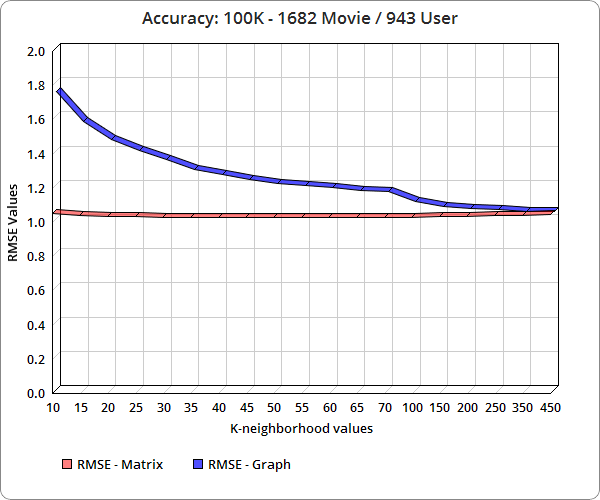 Accuracy: 100K - 1682 Movie / 943 User
2.0
1.8
1.6
1.4
1.2
1.0
0.8
0.6
0.4
0.2
0.0
RMSE Values
10 15 20 25 30 35 40 45 50 55 60 65 70 100 150 200 250 350 450
K-neighborhood values
RMSE - Matrix RMSE - Graph